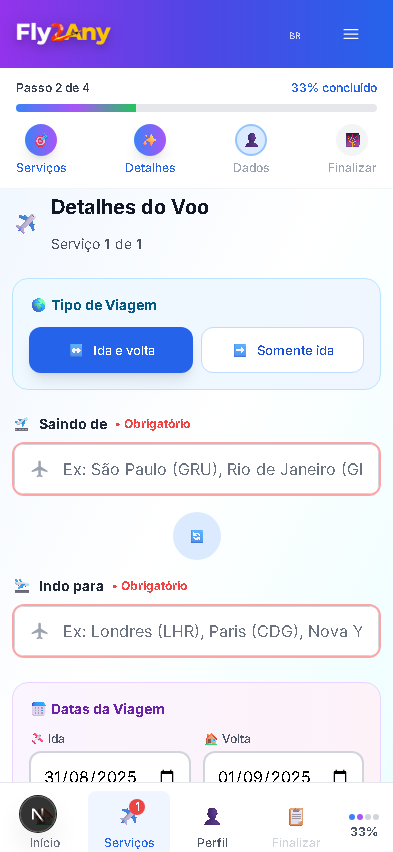 Fly2Any
BR
Passo 2 de 4
33% concluído
Serviços
Detalhes
Dados
Finalizar
Detalhes do Voo
Serviço 1 de 1
Tipo de Viagem
Ida e volta
Somente ida
Saindo de • Obrigatório
Ex: São Paulo (GRU), Rio de Janeiro (GI
Indo para • Obrigatório
Ex: Londres (LHR), Paris (CDG), Nova Y
Datas da Viagem
Ida
Volta
31/08/2025
01/09/2025
N
1
Início
Serviços
Perfil
Finalizar
33%